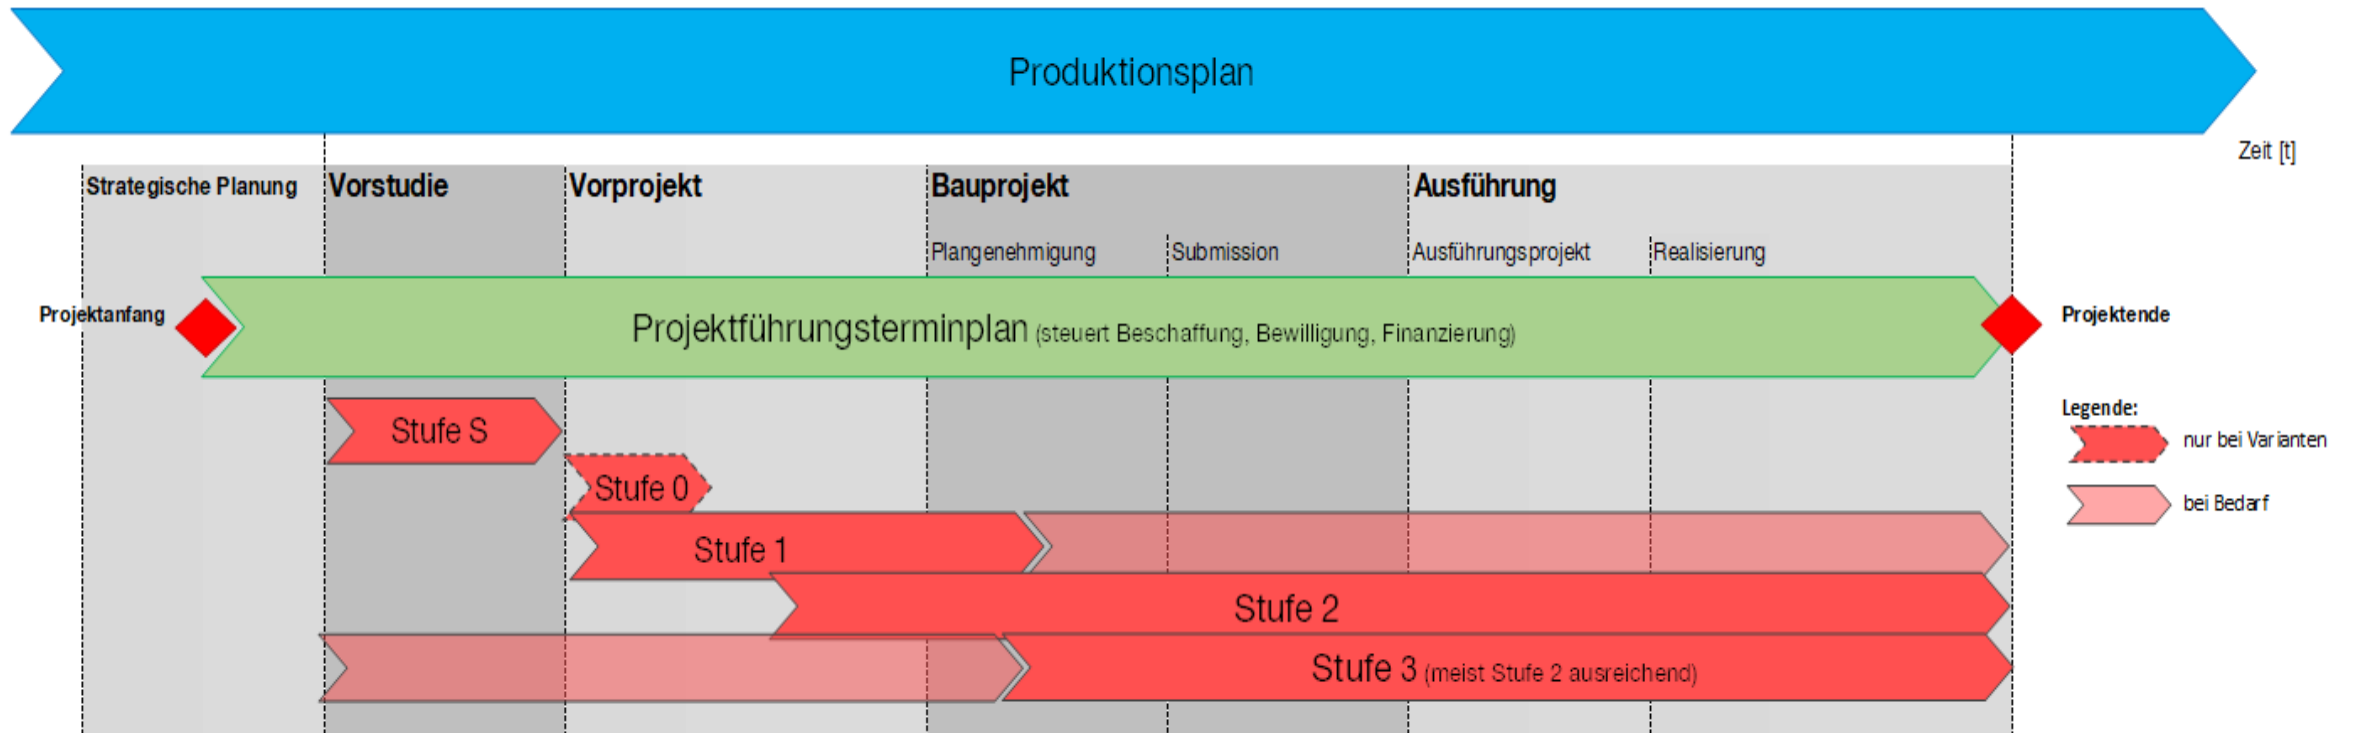 Produktionsplan
Zeit [t]
Strategische Planung
Vorstudie
Vorprojekt
Bauprojekt
Ausführung
Plangenehmigung
Submission
Ausführungsprojekt
Realisierung
Projektanfang
Projektführungsterminplan (steuert Beschaffung, Bewilligung, Finanzierung)
Projektende
Stufe S
Legende:
nur bei Varianten
Stufe 0
bei Bedarf
Stufe 1
Stufe 2
Stufe 3 (meist Stufe 2 ausreichend)